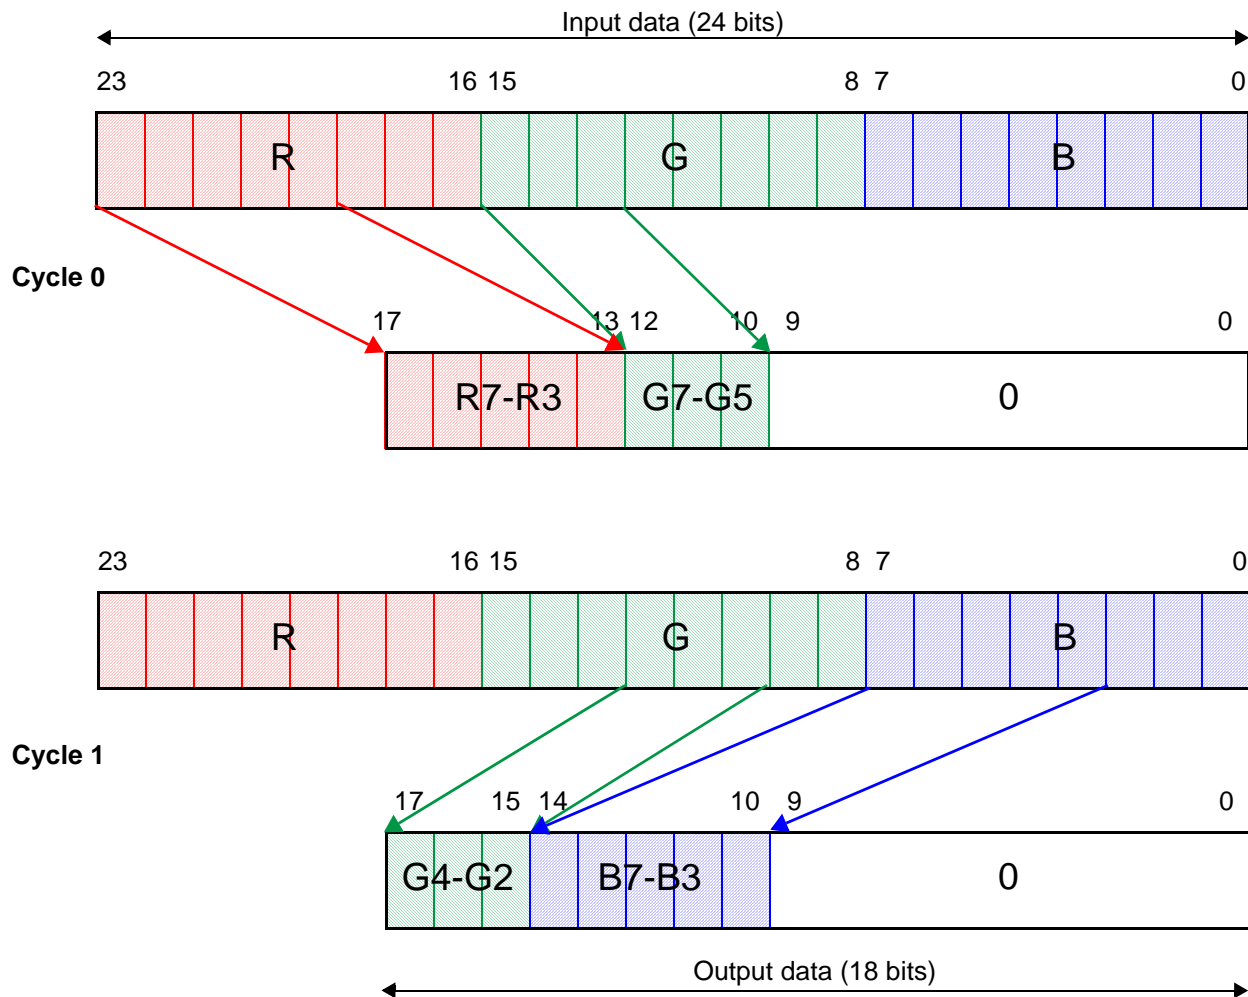 Input data (24 bits)
23 16 15 8 7 0
R G B
Cycle 0
17 13 12 10 9 0
R7-R3 G7-G5 0
23 16 15 8 7 0
R G B
Cycle 1
17 15 14 10 9 0
G4-G2 B7-B3 0
Output data (18 bits)